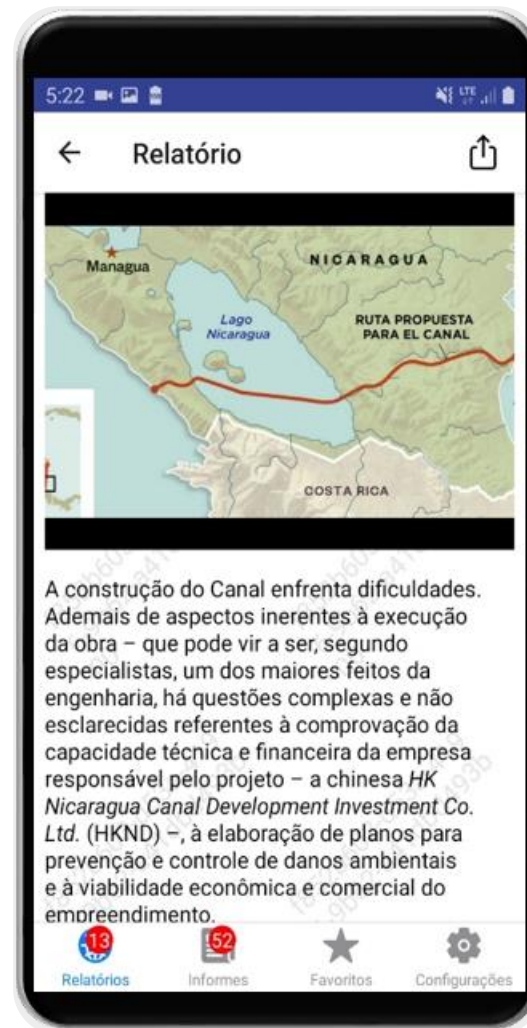 5:22
LTE
Relatório
Managua
NICARAGUA
Lago
Nicaragua
RUTA PROPUESTA
PARA EL CANAL
COSTA RICA
A construção do Canal enfrenta dificuldades.
Ademais de aspectos inerentes à execução
da obra – que pode vir a ser, segundo
especialistas, um dos maiores feitos da
engenharia, há questões complexas e não
esclarecidas referentes à comprovação da
capacidade técnica e financeira da empresa
responsável pelo projeto – a chinesa HK
Nicaragua Canal Development Investment Co.
Ltd. (HKND) –, à elaboração de planos para
prevenção e controle de danos ambientais
e à viabilidade econômica e comercial do
empreendimento.
13
52
Relatórios
Informes
Favoritos
Configurações